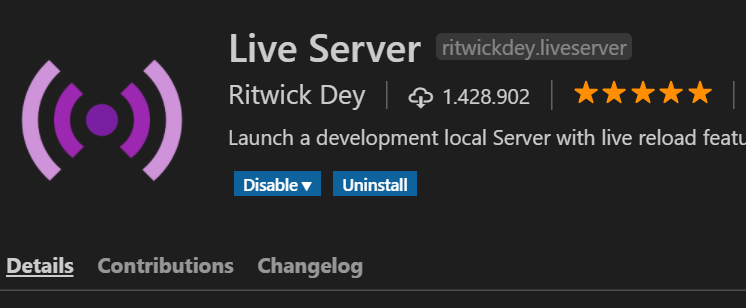 Live Server ritwickdey.liveserver
Ritwick Dey 1.428.902
Launch a development local Server with live reload featu
Disable Uninstall
Details Contributions Changelog